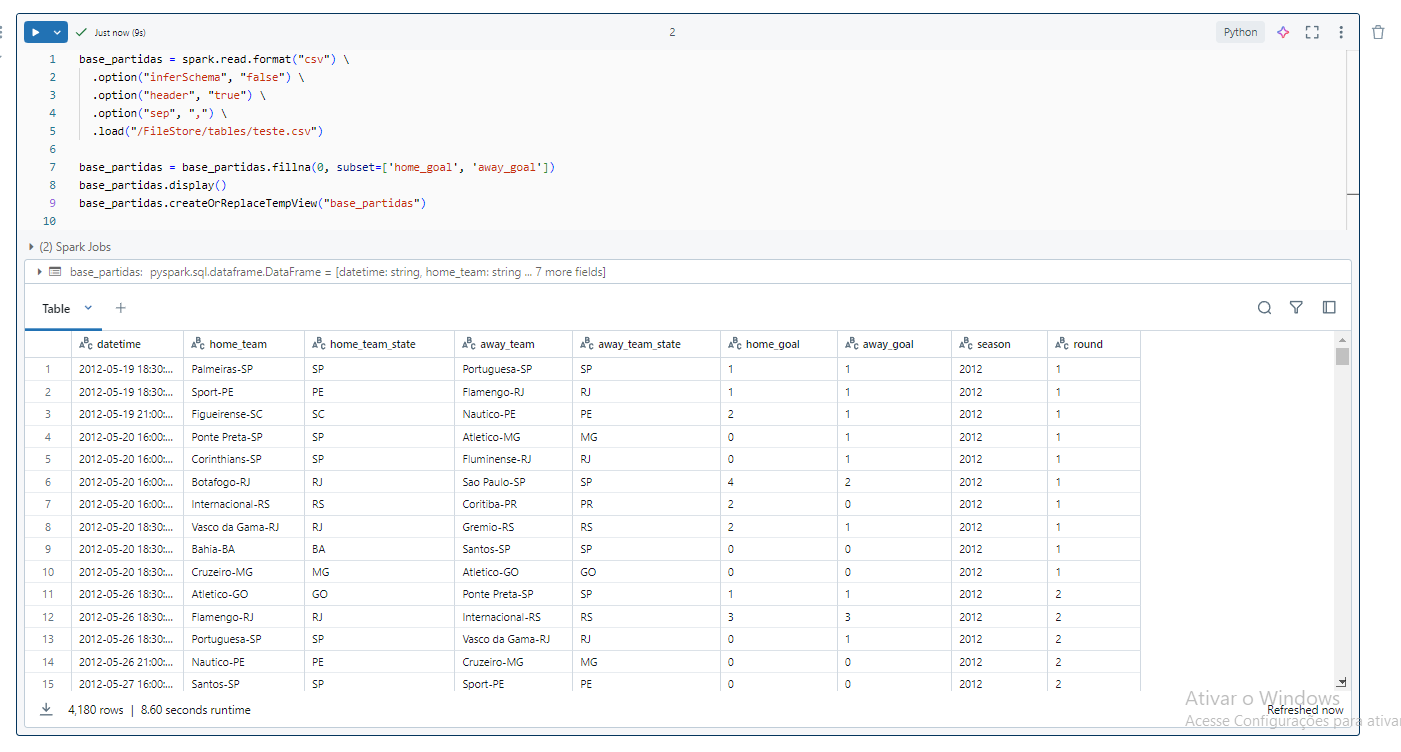 Just now (9s)
2
Python
1 base_partidas = spark.read.format("csv") \
2 .option("inferSchema", "false") \
3 .option("header", "true") \
4 .option("sep", ",") \
5 .load("/FileStore/tables/teste.csv")
6
7 base_partidas = base_partidas.fillna(0, subset=['home_goal', 'away_goal'])
8 base_partidas.display()
9 base_partidas.createOrReplaceTempView("base_partidas")
10
(2) Spark Jobs
base_partidas: pyspark.sql.dataframe.DataFrame = [datetime: string, home_team: string ... 7 more fields]
Table
datetime home_team home_team_state away_team away_team_state home_goal away_goal season round
1 2012-05-19 18:30:... Palmeiras-SP SP Portuguesa-SP SP 1 1 2012 1
2 2012-05-19 18:30:... Sport-PE PE Flamengo-RJ RJ 1 1 2012 1
3 2012-05-19 21:00:... Figueirense-SC SC Nautico-PE PE 2 1 2012 1
4 2012-05-20 16:00:... Ponte Preta-SP SP Atletico-MG MG 0 1 2012 1
5 2012-05-20 16:00:... Corinthians-SP SP Fluminense-RJ RJ 0 1 2012 1
6 2012-05-20 16:00:... Botafogo-RJ RJ Sao Paulo-SP SP 4 2 2012 1
7 2012-05-20 16:00:... Internacional-RS RS Coritiba-PR PR 2 0 2012 1
8 2012-05-20 18:30:... Vasco da Gama-RJ RJ Gremio-RS RS 2 1 2012 1
9 2012-05-20 18:30:... Bahia-BA BA Santos-SP SP 0 0 2012 1
10 2012-05-20 18:30:... Cruzeiro-MG MG Atletico-GO GO 0 0 2012 1
11 2012-05-26 18:30:... Atletico-GO GO Ponte Preta-SP SP 1 1 2012 2
12 2012-05-26 18:30:... Flamengo-RJ RJ Internacional-RS RS 3 3 2012 2
13 2012-05-26 18:30:... Portuguesa-SP SP Vasco da Gama-RJ RJ 0 1 2012 2
14 2012-05-26 21:00:... Nautico-PE PE Cruzeiro-MG MG 0 0 2012 2
15 2012-05-27 16:00:... Santos-SP SP Sport-PE PE 0 0 2012 2
Ativar o Windows
4,180 rows | 8.60 seconds runtime
Refreshed now
Acesse Configurações para ativa